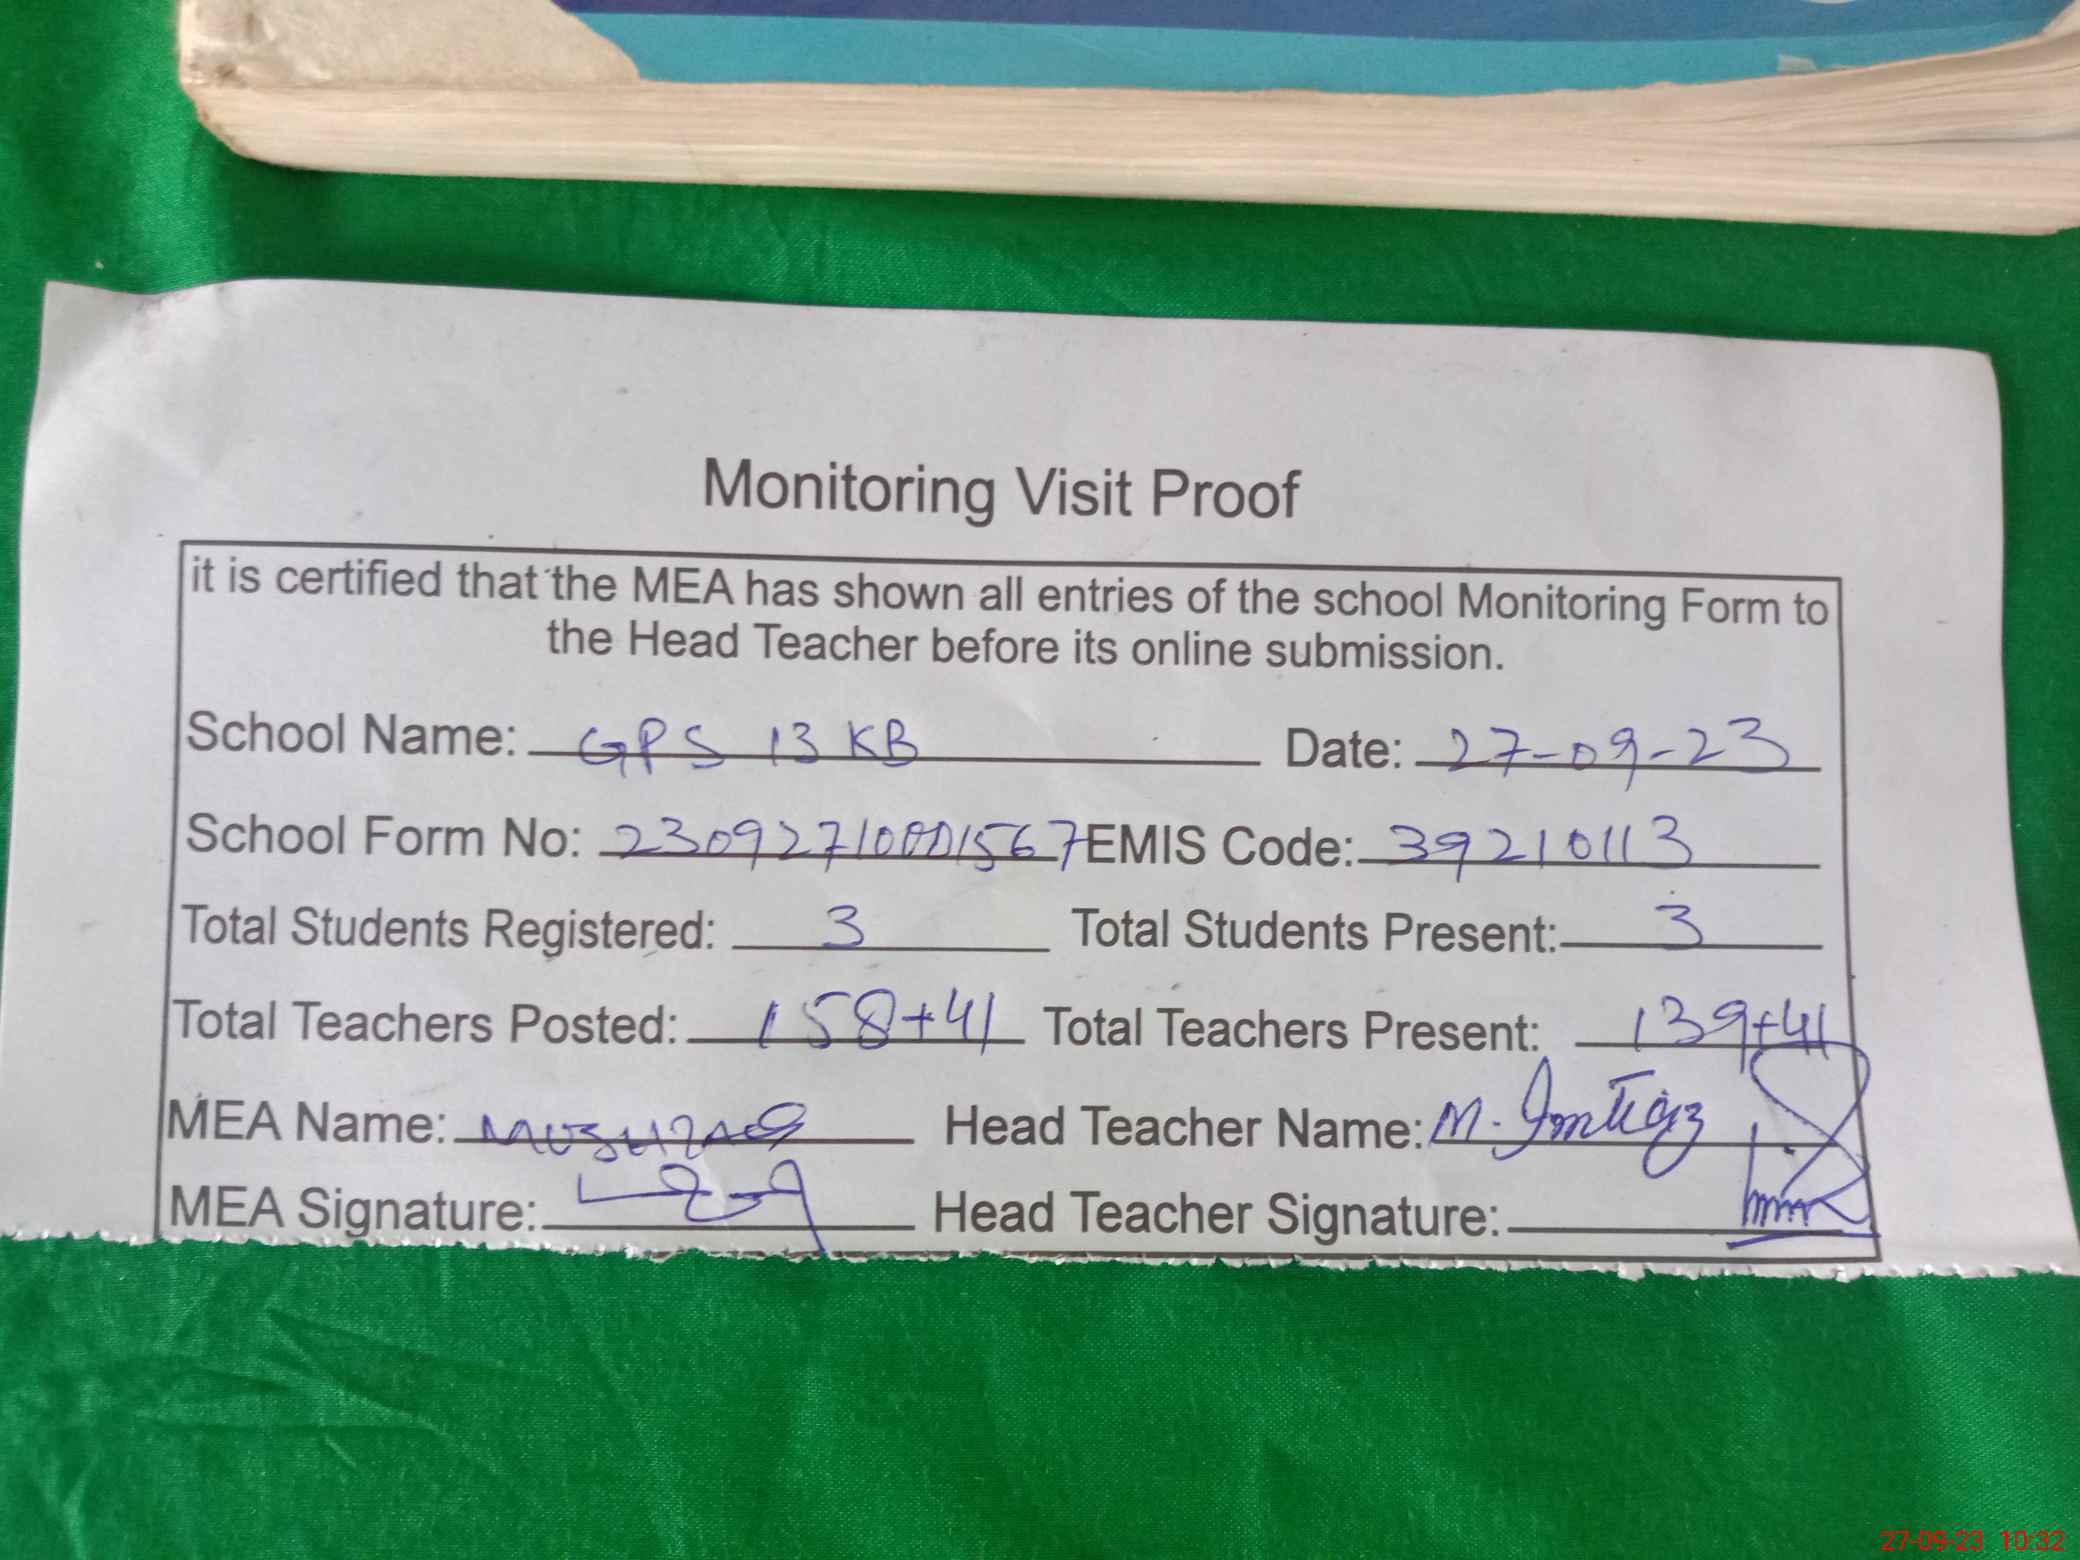 Monitoring Visit Proof
it is certified that the MEA has shown all entries of the school Monitoring Form to
the Head Teacher before its online submission.
School Name: GPS 13 KB Date: 27-09-23
School Form No: EMIS Code: 39210113
Total Students Registered: 3 Total Students Present: 3
Total Teachers Posted: 158+41 Total Teachers Present: 139+41
MEA Name: Head Teacher Name: M. Imtiaz
MEA Signature: Head Teacher Signature:
27-09-23 10:32